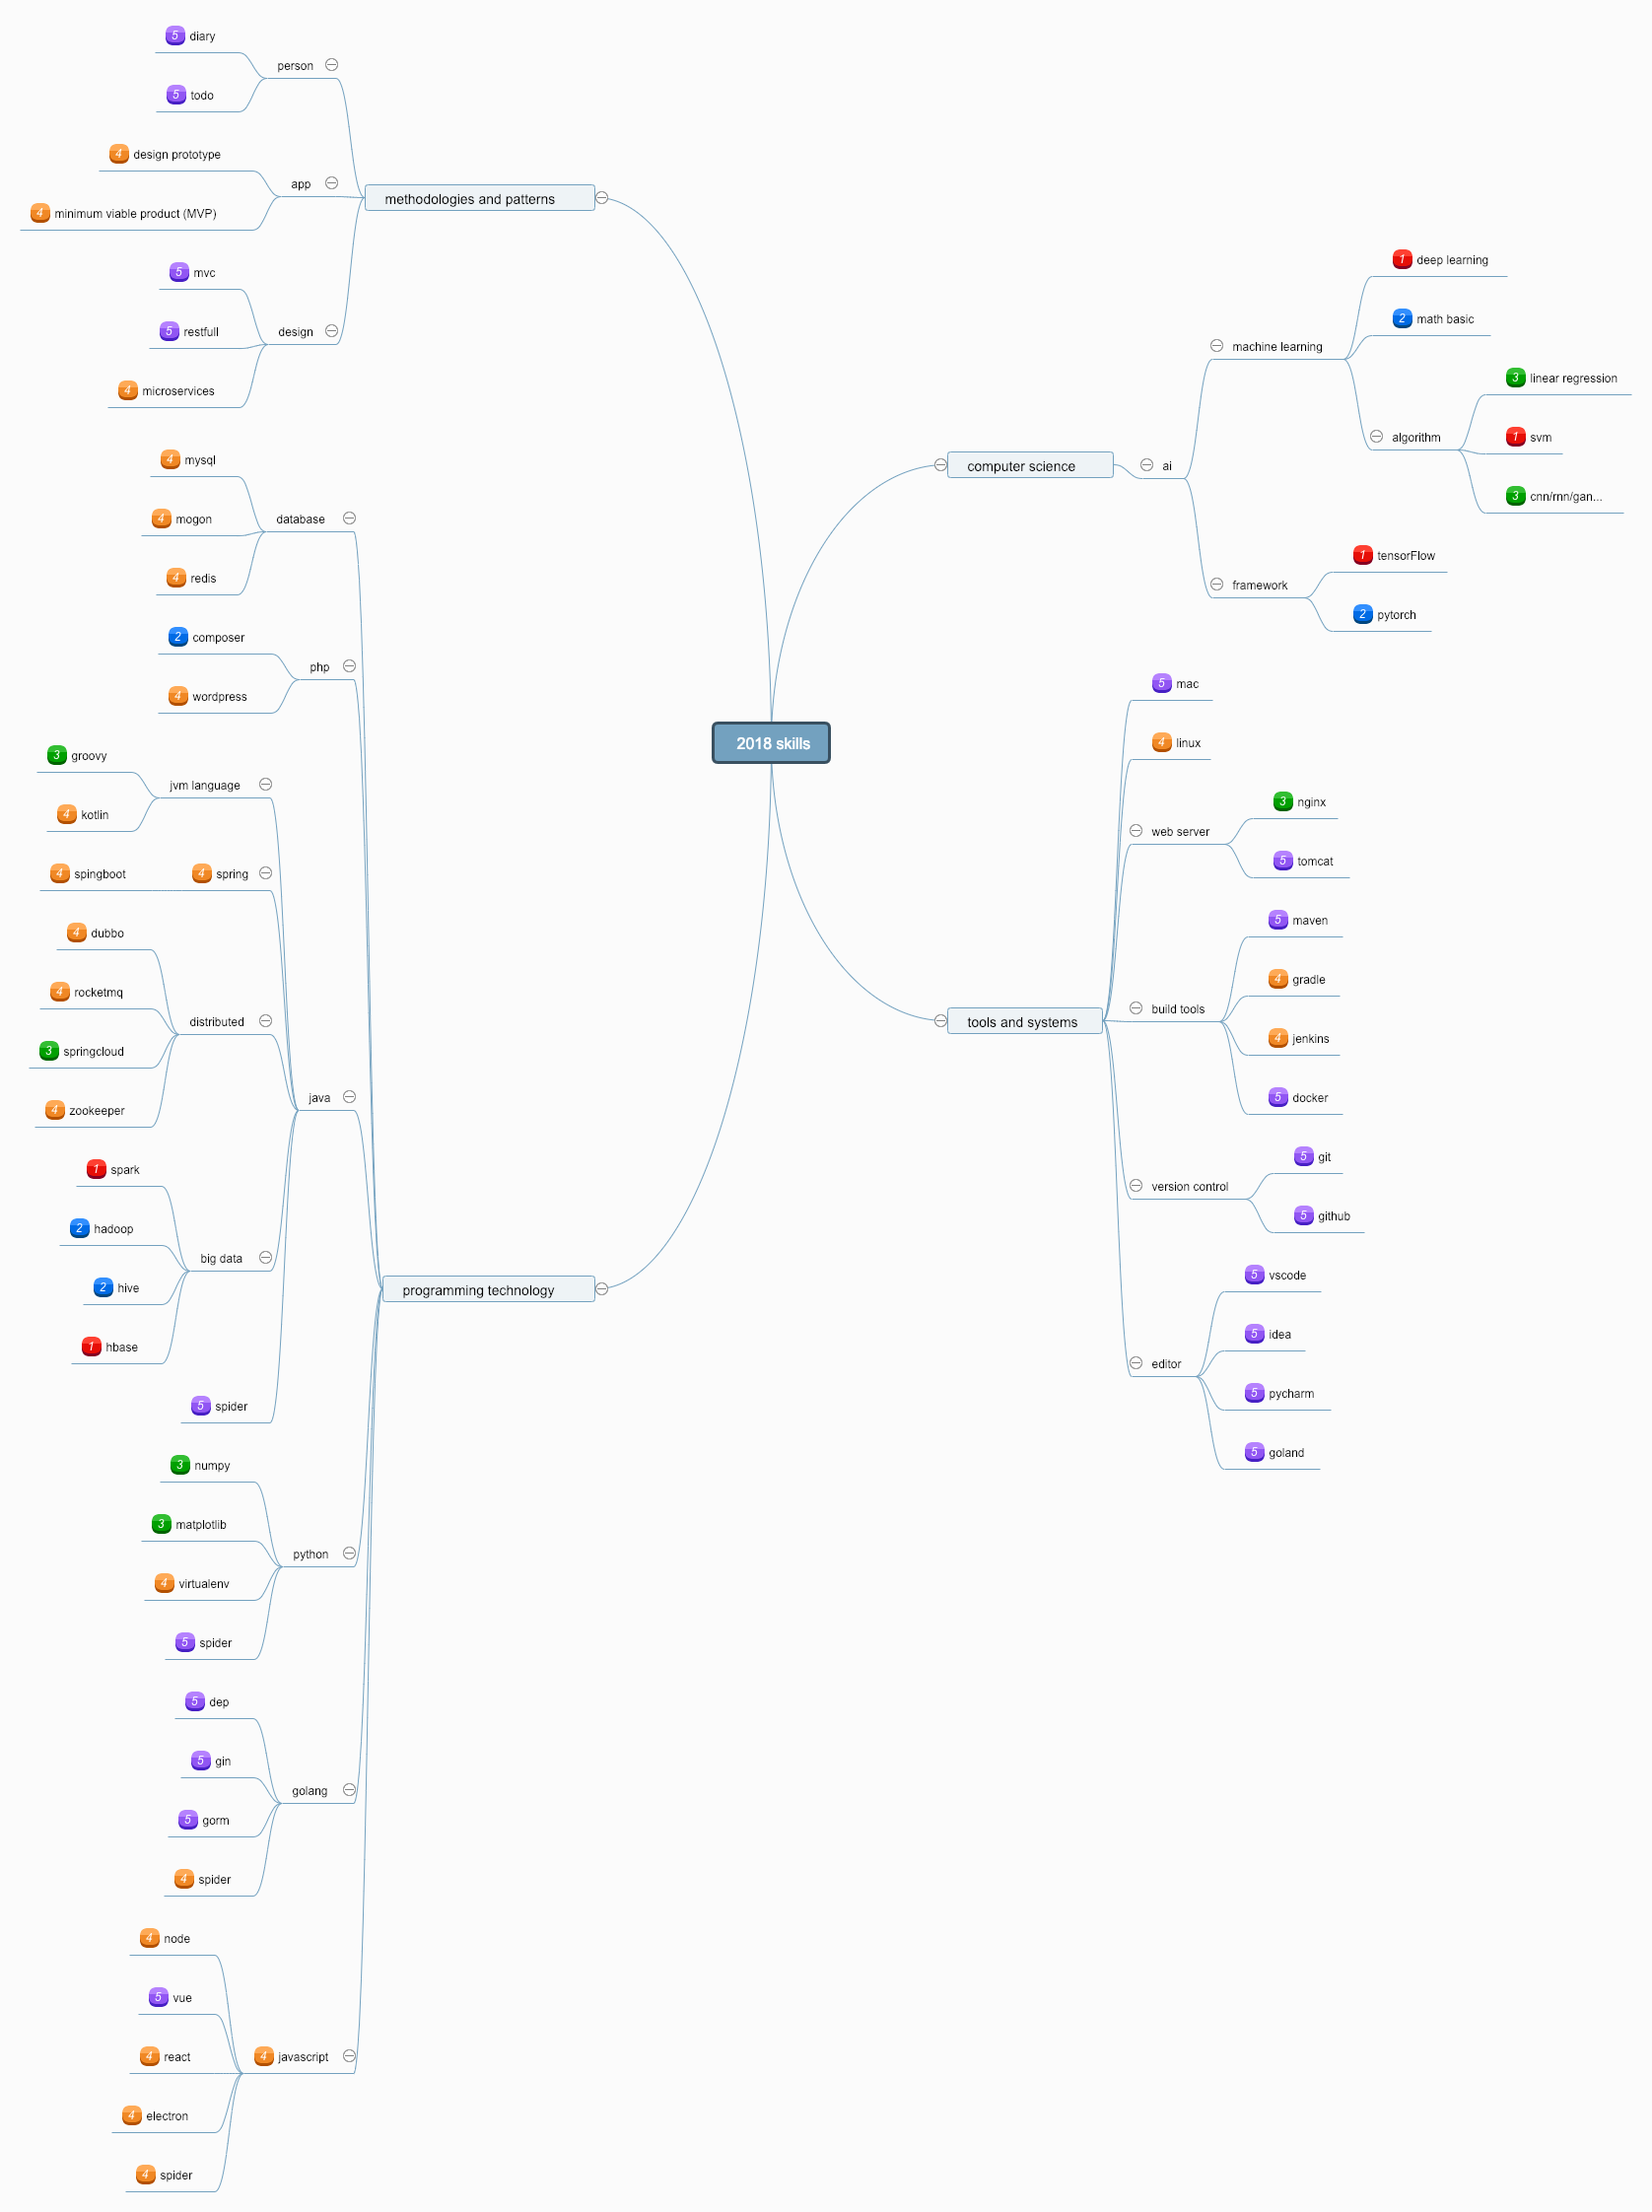 2018 skills
methodologies and patterns
person
5 diary
5 todo
app
4 design prototype
4 minimum viable product (MVP)
design
5 mvc
5 restfull
4 microservices
programming technology
database
4 mysql
4 mogon
4 redis
php
2 composer
4 wordpress
java
jvm language
3 groovy
4 kotlin
4 spring
4 spingboot
distributed
4 dubbo
4 rocketmq
3 springcloud
4 zookeeper
big data
1 spark
2 hadoop
2 hive
1 hbase
5 spider
python
3 numpy
3 matplotlib
4 virtualenv
5 spider
golang
5 dep
5 gin
5 gorm
4 spider
4 javascript
4 node
5 vue
4 react
4 electron
4 spider
computer science
ai
machine learning
1 deep learning
2 math basic
algorithm
3 linear regression
1 svm
3 cnn/rnn/gan...
framework
1 tensorFlow
2 pytorch
tools and systems
5 mac
4 linux
web server
3 nginx
5 tomcat
build tools
5 maven
4 gradle
4 jenkins
5 docker
version control
5 git
5 github
editor
5 vscode
5 idea
5 pycharm
5 goland